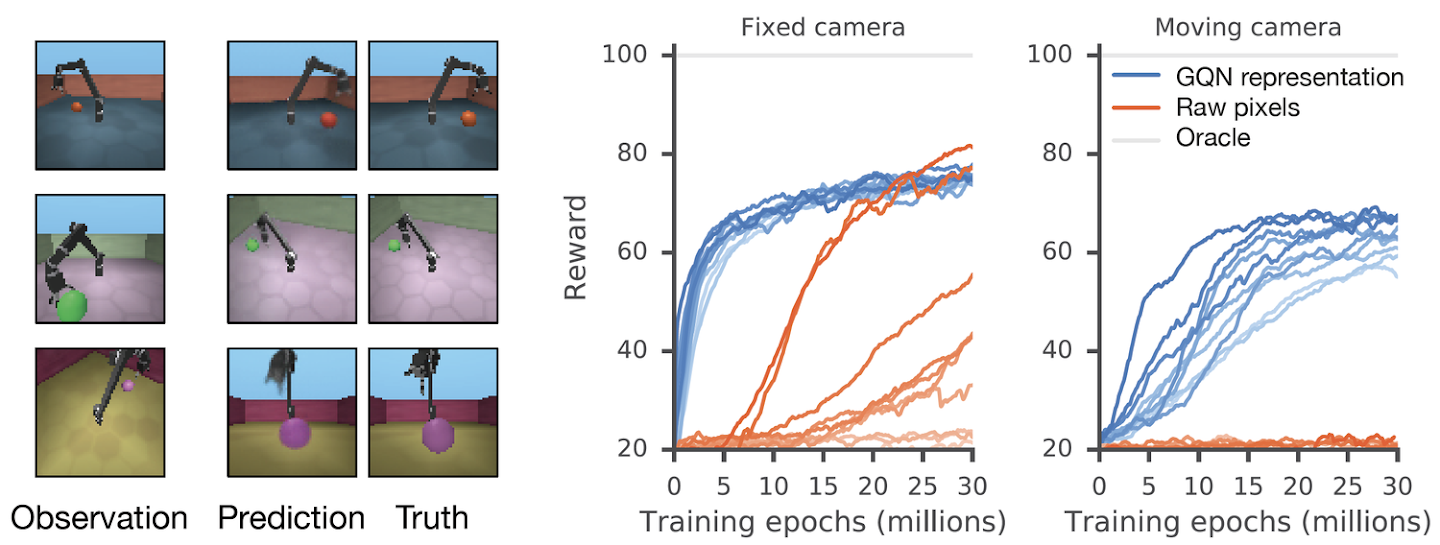 Observation
Prediction
Truth
Fixed camera
Reward
100
80
60
40
20
0 5 10 15 20 25 30
Training epochs (millions)
Moving camera
100
80
60
40
20
GQN representation
Raw pixels
Oracle
0 5 10 15 20 25 30
Training epochs (millions)